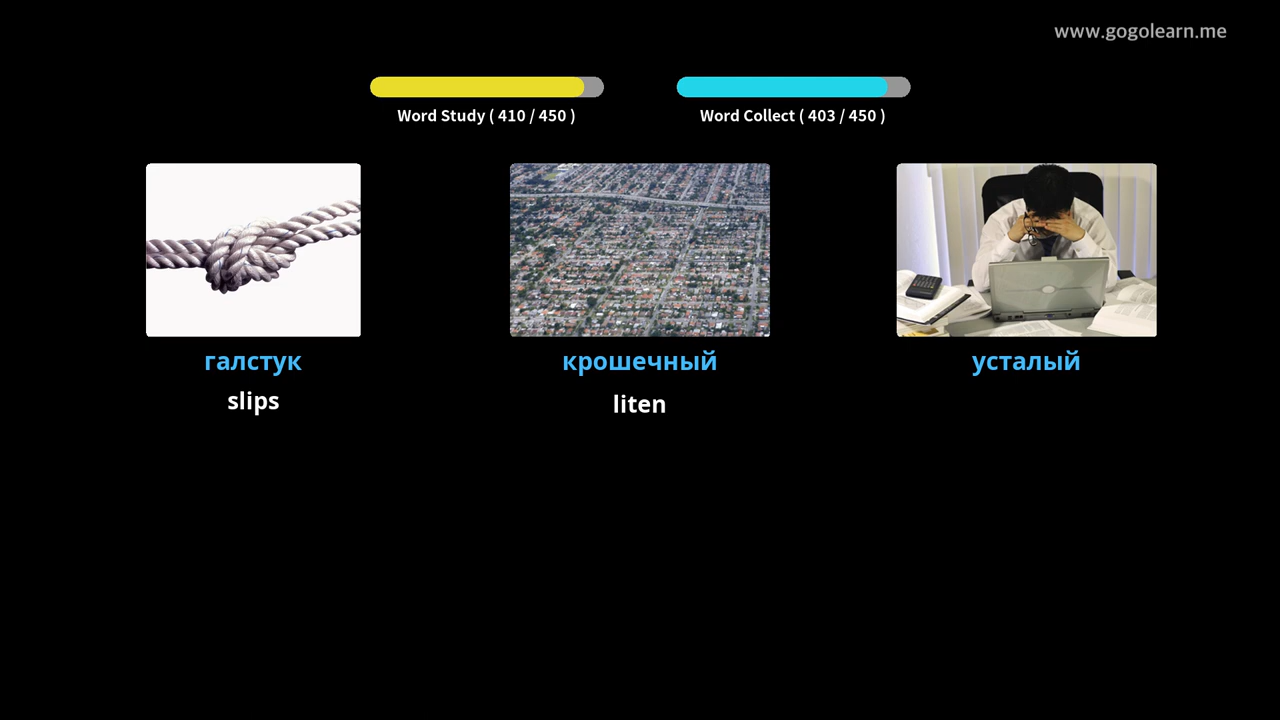 www.gogolearn.me
Word Study ( 410 / 450 )
Word Collect ( 403 / 450 )
галстук
крошечный
усталый
slips
liten